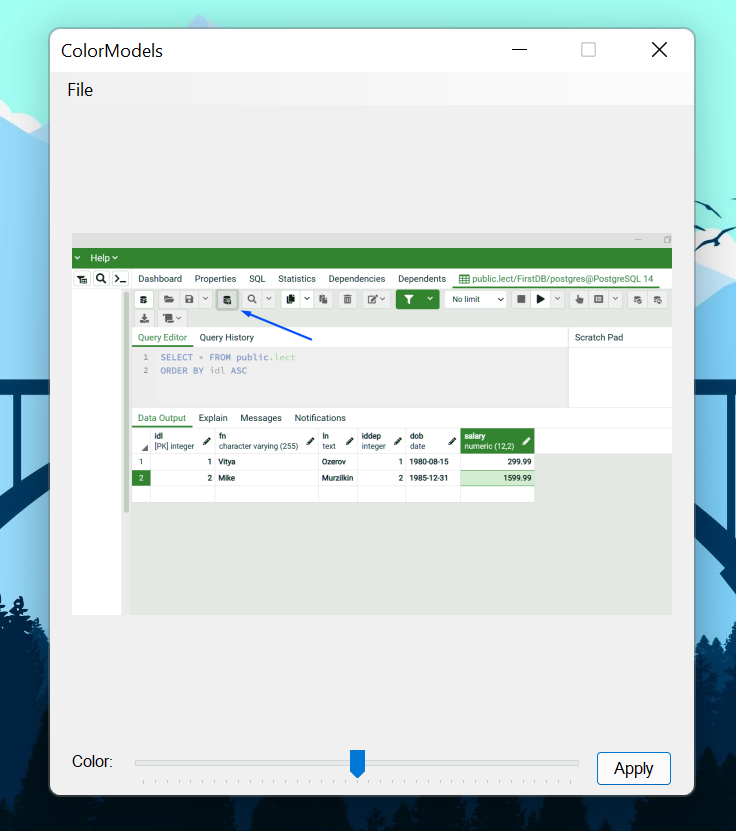 ColorModels
File
Help
Dashboard Properties SQL Statistics Dependencies Dependents public.lect/FirstDB/postgres@PostgreSQL 14
No limit
Query Editor Query History Scratch Pad
1 SELECT * FROM public.lect
2 ORDER BY idl ASC
Data Output Explain Messages Notifications
idl fn ln iddep dob salary
[PK] integer character varying (255) text integer date numeric (12,2)
1 1 Vitya Ozerov 1 1980-08-15 299.99
2 2 Mike Murzilkin 2 1985-12-31 1599.99
Color: Apply